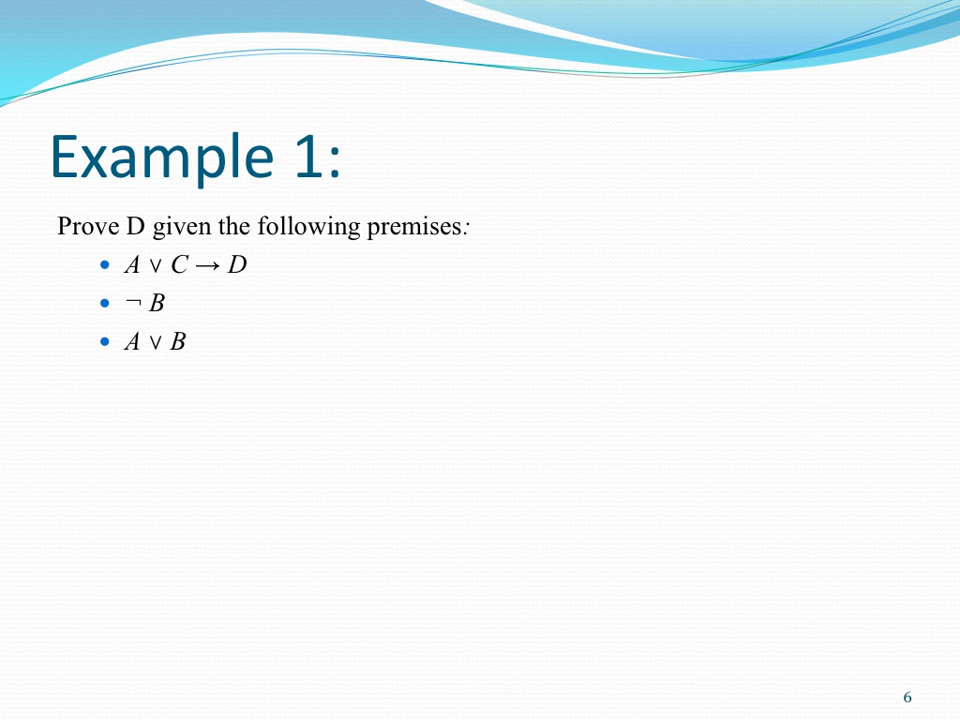 Example 1:
Prove D given the following premises:
• A ∨ C → D
• ¬ B
• A ∨ B
6